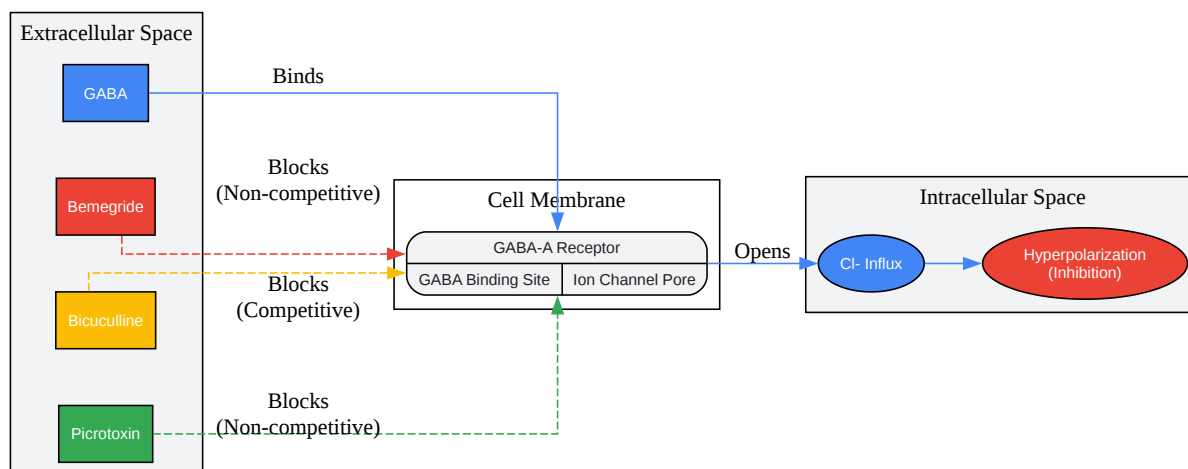 Extracellular Space
GABA
Binds
Bemegride
Blocks
(Non-competitive)
Cell Membrane
GABA-A Receptor
GABA Binding Site
Ion Channel Pore
Opens
Intracellular Space
Cl- Influx
Hyperpolarization
(Inhibition)
Bicuculline
Blocks
(Competitive)
Picrotoxin
Blocks
(Non-competitive)